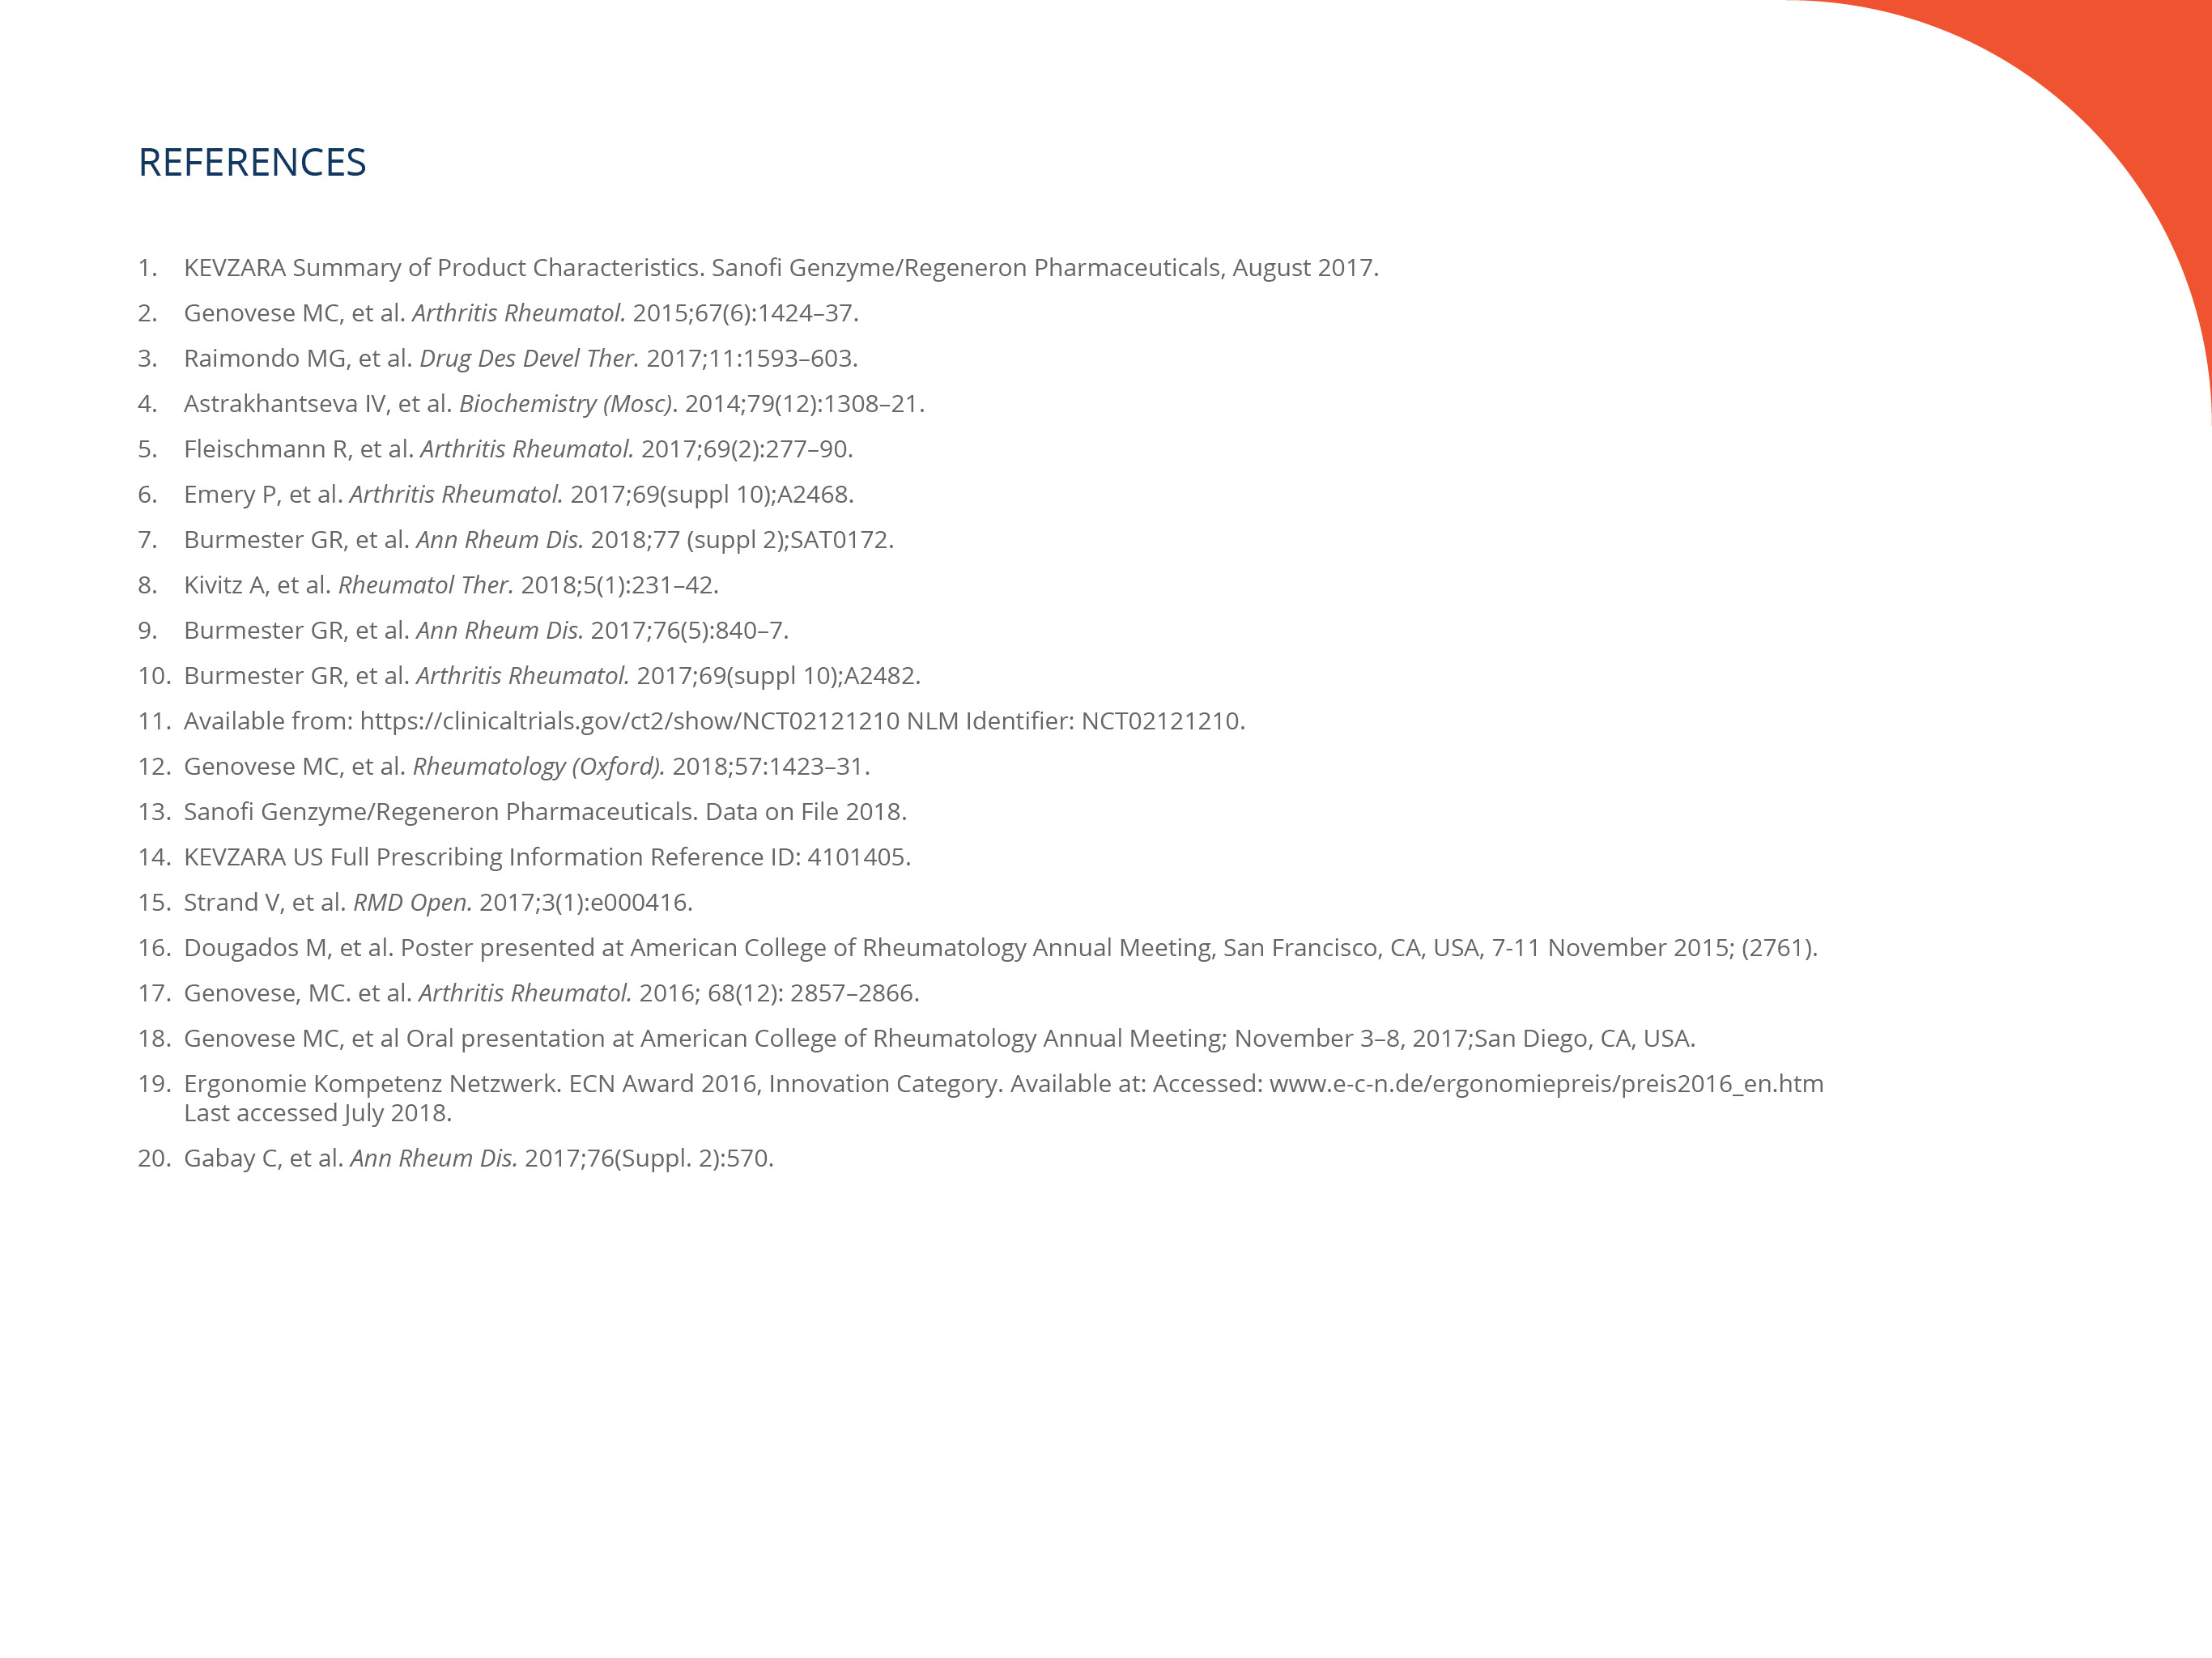 REFERENCES
1. KEVZARA Summary of Product Characteristics. Sanofi Genzyme/Regeneron Pharmaceuticals, August 2017.
2. Genovese MC, et al. Arthritis Rheumatol. 2015;67(6):1424–37.
3. Raimondo MG, et al. Drug Des Devel Ther. 2017;11:1593–603.
4. Astrakhantseva IV, et al. Biochemistry (Mosc). 2014;79(12):1308–21.
5. Fleischmann R, et al. Arthritis Rheumatol. 2017;69(2):277–90.
6. Emery P, et al. Arthritis Rheumatol. 2017;69(suppl 10);A2468.
7. Burmester GR, et al. Ann Rheum Dis. 2018;77 (suppl 2);SAT0172.
8. Kivitz A, et al. Rheumatol Ther. 2018;5(1):231–42.
9. Burmester GR, et al. Ann Rheum Dis. 2017;76(5):840–7.
10. Burmester GR, et al. Arthritis Rheumatol. 2017;69(suppl 10);A2482.
11. Available from: https://clinicaltrials.gov/ct2/show/NCT02121210 NLM Identifier: NCT02121210.
12. Genovese MC, et al. Rheumatology (Oxford). 2018;57:1423–31.
13. Sanofi Genzyme/Regeneron Pharmaceuticals. Data on File 2018.
14. KEVZARA US Full Prescribing Information Reference ID: 4101405.
15. Strand V, et al. RMD Open. 2017;3(1):e000416.
16. Dougados M, et al. Poster presented at American College of Rheumatology Annual Meeting, San Francisco, CA, USA, 7-11 November 2015; (2761).
17. Genovese, MC. et al. Arthritis Rheumatol. 2016; 68(12): 2857–2866.
18. Genovese MC, et al Oral presentation at American College of Rheumatology Annual Meeting; November 3–8, 2017;San Diego, CA, USA.
19. Ergonomie Kompetenz Netzwerk. ECN Award 2016, Innovation Category. Available at: Accessed: www.e-c-n.de/ergonomiepreis/preis2016_en.htm
Last accessed July 2018.
20. Gabay C, et al. Ann Rheum Dis. 2017;76(Suppl. 2):570.